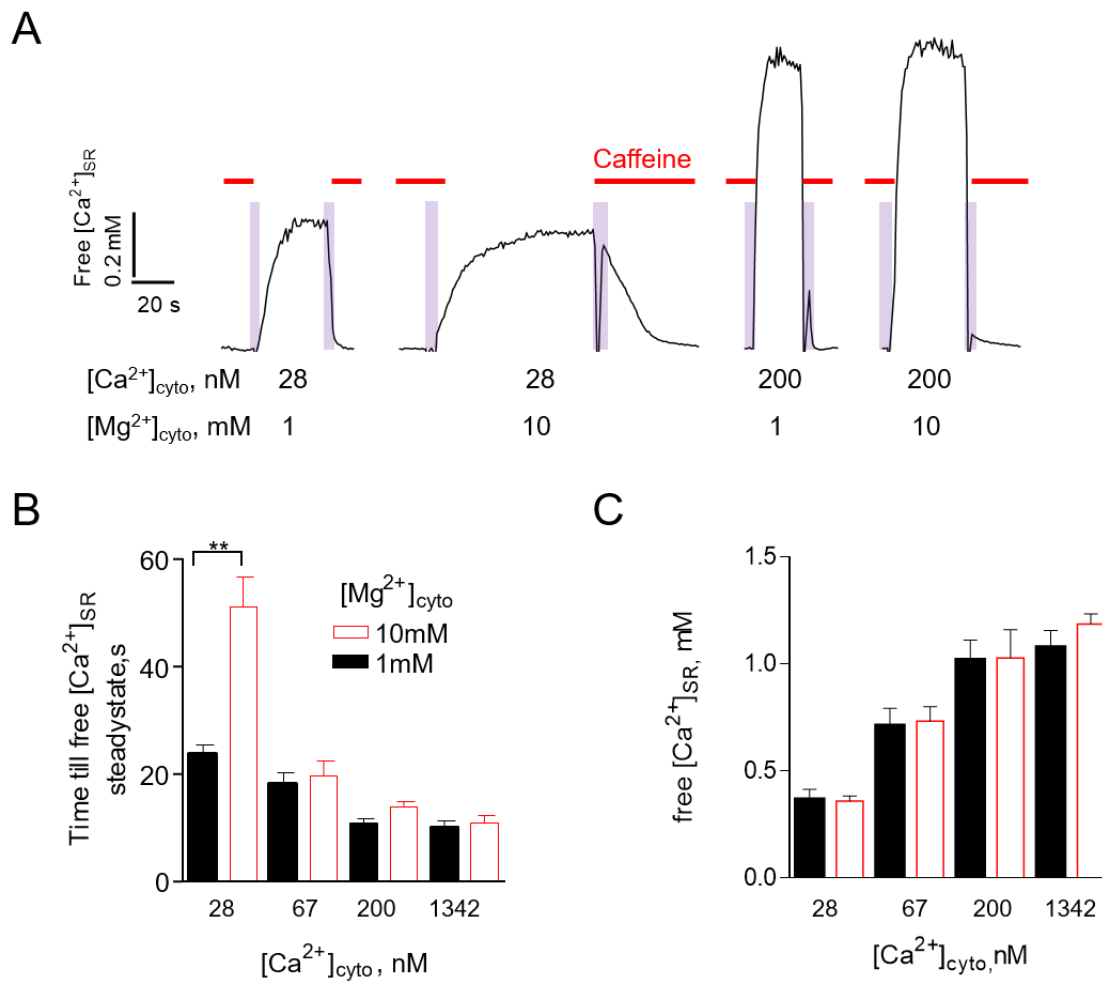 A
Free [Ca²⁺]SR
0.2 mM
20 s
Caffeine
[Ca²⁺]cyto, nM 28 28 200 200
[Mg²⁺]cyto, mM 1 10 1 10
B
Time till free [Ca²⁺]SR
steadystate,s
60
40
20
0
**
[Mg²⁺]cyto
10mM
1mM
28 67 200 1342
[Ca²⁺]cyto, nM
C
free [Ca²⁺]SR, mM
1.5
1.0
0.5
0.0
28 67 200 1342
[Ca²⁺]cyto,nM